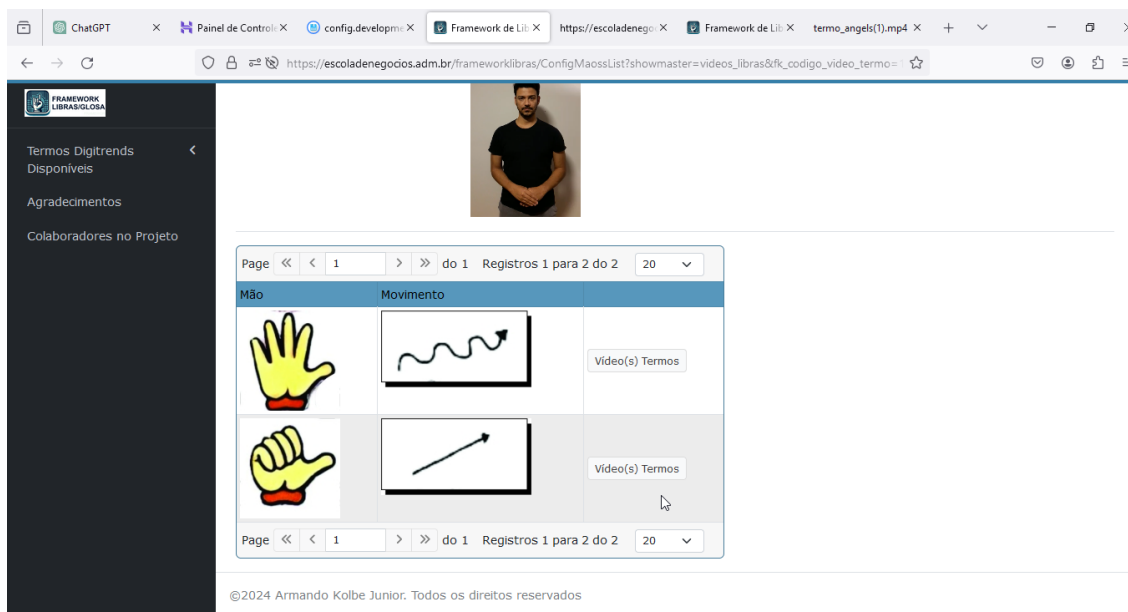 ChatGPT
Painel de Controle
config.developme
Framework de Lib
https://escoladenegoc
Framework de Lib
termo_angels(1).mp4
https://escoladenegocios.adm.br/frameworklibras/ConfigMaossList?showmaster=videos_libras&fk_codigo_video_termo=
FRAMEWORK
LIBRAS/GLOSA
Termos Digitrends
Disponíveis
Agradecimentos
Colaboradores no Projeto
Page 1 do 1 Registros 1 para 2 do 2 20
Mão Movimento
Vídeo(s) Termos
Vídeo(s) Termos
Page 1 do 1 Registros 1 para 2 do 2 20
©2024 Armando Kolbe Junior. Todos os direitos reservados